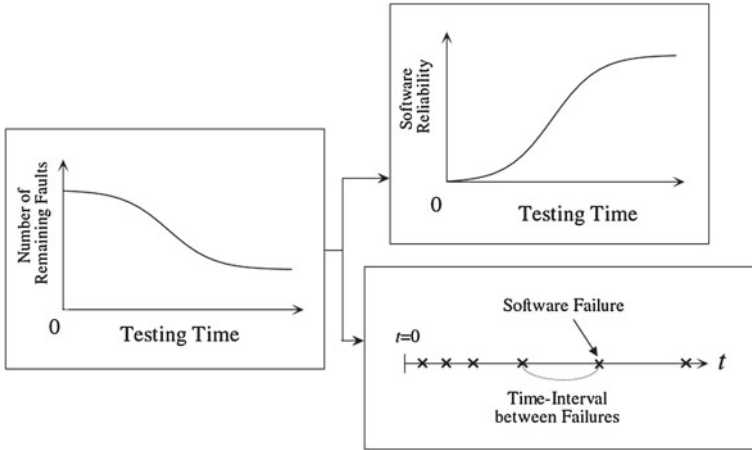 Number of
Remaining Faults
0
Testing Time
Software
Reliability
0
Testing Time
Software Failure
t=0
t
Time-Interval
between Failures